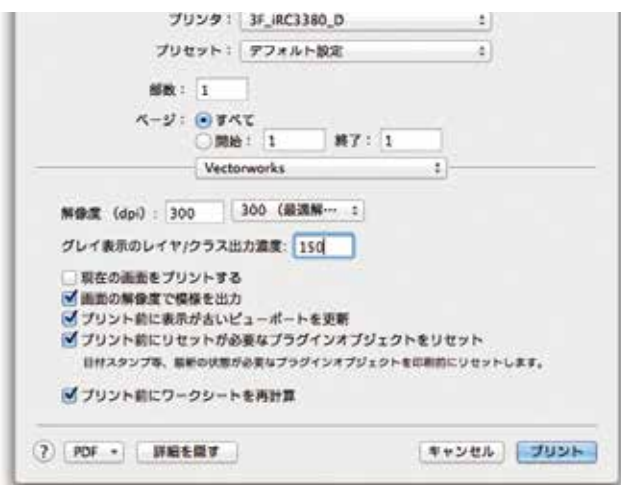 プリンタ： 3F_iRC3380_D
プリセット： デフォルト設定
部数： 1
ページ： すべて
開始： 1 終了： 1
Vectorworks
解像度 (dpi)： 300 300 （最適解…
グレイ表示のレイヤ/クラス出力濃度: 150
現在の画面をプリントする
画面の解像度で模様を出力
プリント前に表示が古いビューポートを更新
プリント前にリセットが必要なプラグインオブジェクトをリセット
日付スタンプ等、最新の状態が必要なプラグインオブジェクトを印刷前にリセットします。
プリント前にワークシートを再計算
? PDF 詳細を隠す キャンセル プリント